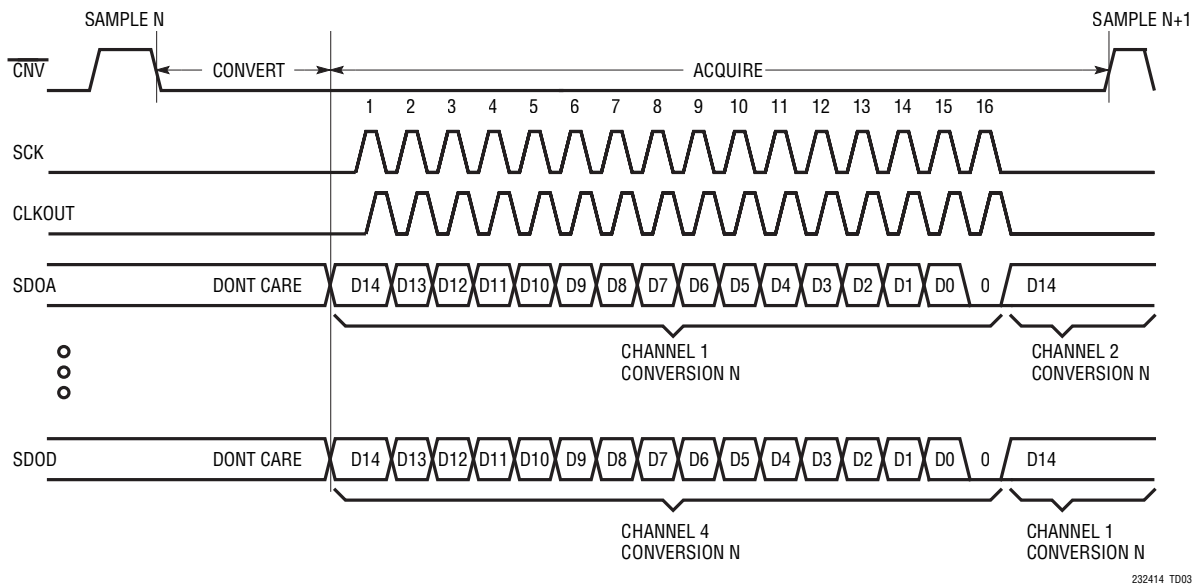 SAMPLE N SAMPLE N+1
CNV CONVERT ACQUIRE
1 2 3 4 5 6 7 8 9 10 11 12 13 14 15 16
SCK
CLKOUT
SDOA DONT CARE D14 D13 D12 D11 D10 D9 D8 D7 D6 D5 D4 D3 D2 D1 D0 0 D14
CHANNEL 1
CONVERSION N
CHANNEL 2
CONVERSION N
SDOD DONT CARE D14 D13 D12 D11 D10 D9 D8 D7 D6 D5 D4 D3 D2 D1 D0 0 D14
CHANNEL 4
CONVERSION N
CHANNEL 1
CONVERSION N
232414 TD03